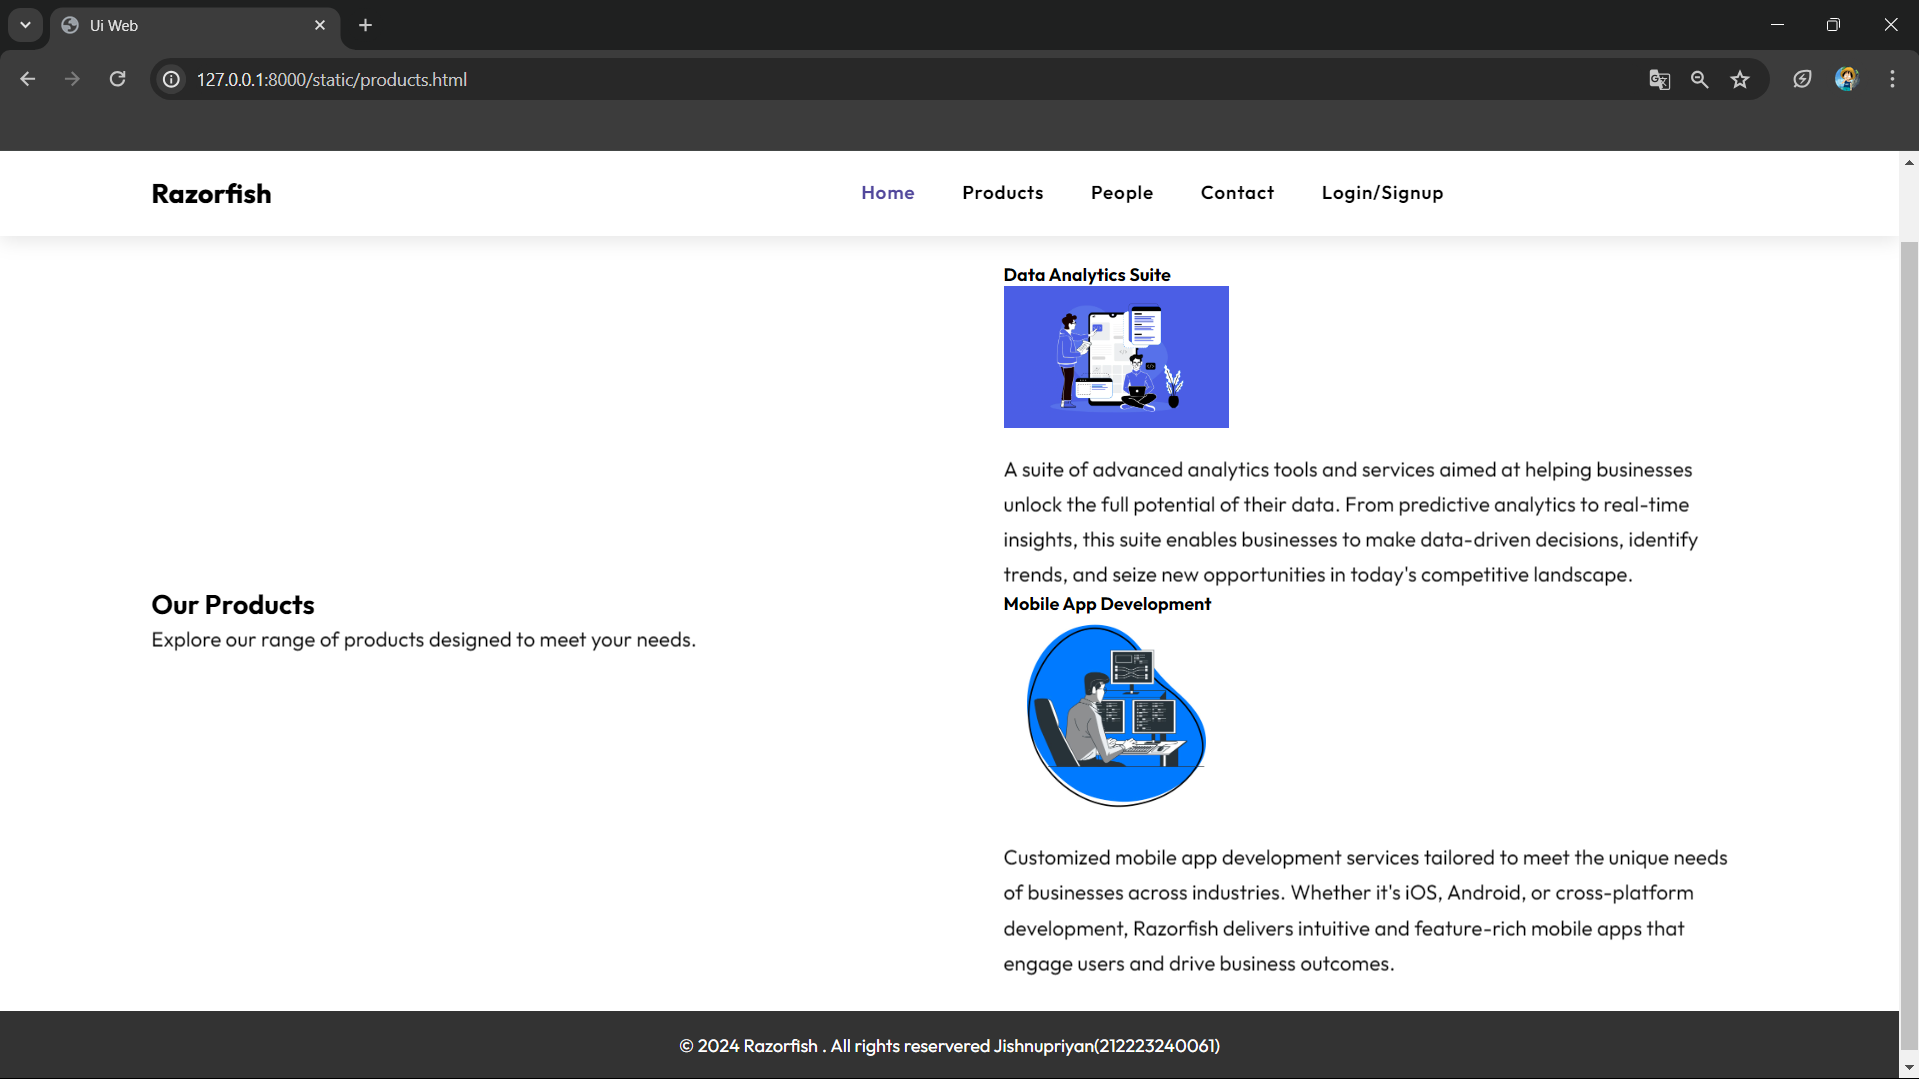 Ui Web
127.0.0.1:8000/static/products.html
Razorfish
Home
Products
People
Contact
Login/Signup
Our Products
Explore our range of products designed to meet your needs.
Data Analytics Suite
A suite of advanced analytics tools and services aimed at helping businesses
unlock the full potential of their data. From predictive analytics to real-time
insights, this suite enables businesses to make data-driven decisions, identify
trends, and seize new opportunities in today's competitive landscape.
Mobile App Development
Customized mobile app development services tailored to meet the unique needs
of businesses across industries. Whether it's iOS, Android, or cross-platform
development, Razorfish delivers intuitive and feature-rich mobile apps that
engage users and drive business outcomes.
© 2024 Razorfish . All rights reservered Jishnupriyan(212223240061)